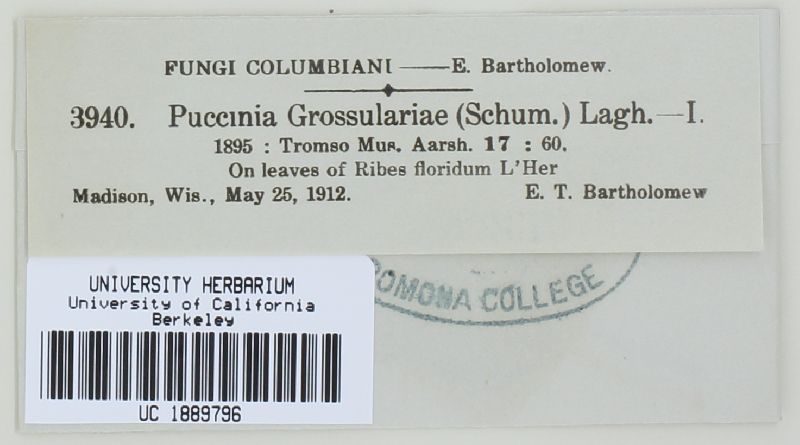 FUNGI COLUMBIANI — E. Bartholomew.
3940. Puccinia Grossulariae (Schum.) Lagh.—I.
1895 : Tromso Mus. Aarsh. 17 : 60.
On leaves of Ribes floridum L'Her
Madison, Wis., May 25, 1912. E. T. Bartholomew
POMONA COLLEGE
UNIVERSITY HERBARIUM
University of California
Berkeley
UC 1889796